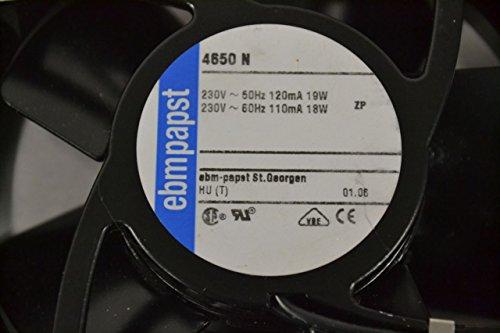 ebmpapst
4650 N
230V ~ 50Hz 120mA 19W
230V ~ 60Hz 110mA 18W
ZP
ebm-papst St.Georgen
HU (T) 01.06
VDE CE